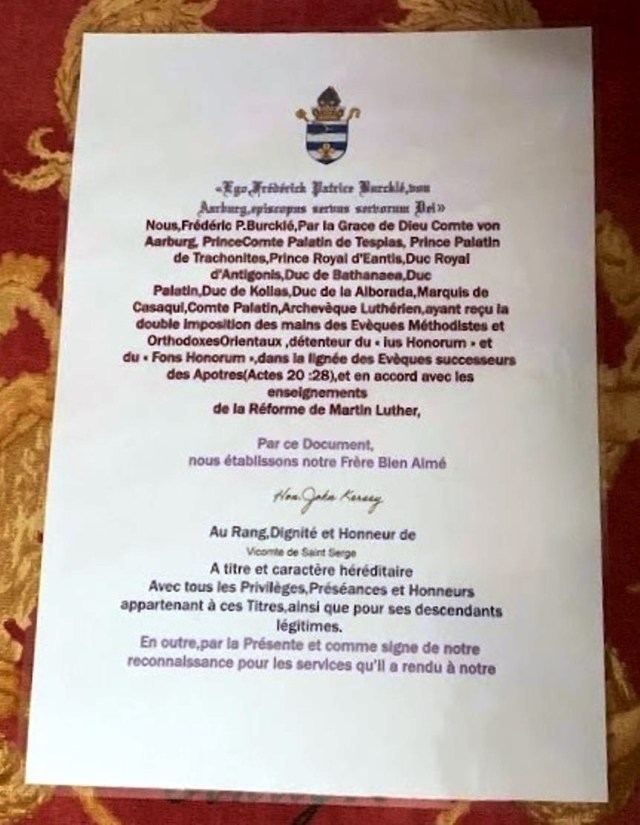 «Ego,Frédérick Patrice Burcklé,von
Aarburg,episcopus servus servorum Dei»
Nous,Frédéric P.Burcklé,Par la Grace de Dieu Comte von
Aarburg, PrinceComte Palatin de Tespias, Prince Palatin
de Trachonites,Prince Royal d'Eantis,Duc Royal
d'Antigonis,Duc de Bathanaea,Duc
Palatin,Duc de Kolias,Duc de la Alborada,Marquis de
Casaqui,Comte Palatin,Archevèque Luthérien,ayant reçu la
double imposition des mains des Evèques Méthodistes et
OrthodoxesOrientaux ,détenteur du « ius Honorum » et
du « Fons Honorum »,dans la lignée des Evèques successeurs
des Apotres(Actes 20 :28),et en accord avec les
enseignements
de la Réforme de Martin Luther,
Par ce Document,
nous établissons notre Frère Bien Aimé
Hon. John Kersey
Au Rang,Dignité et Honneur de
Vicomte de Saint Serge
A titre et caractère héréditaire
Avec tous les Privilèges,Préséances et Honneurs
appartenant à ces Titres,ainsi que pour ses descendants
légitimes.
En outre,par la Présente et comme signe de notre
reconnaissance pour les services qu'il a rendu à notre